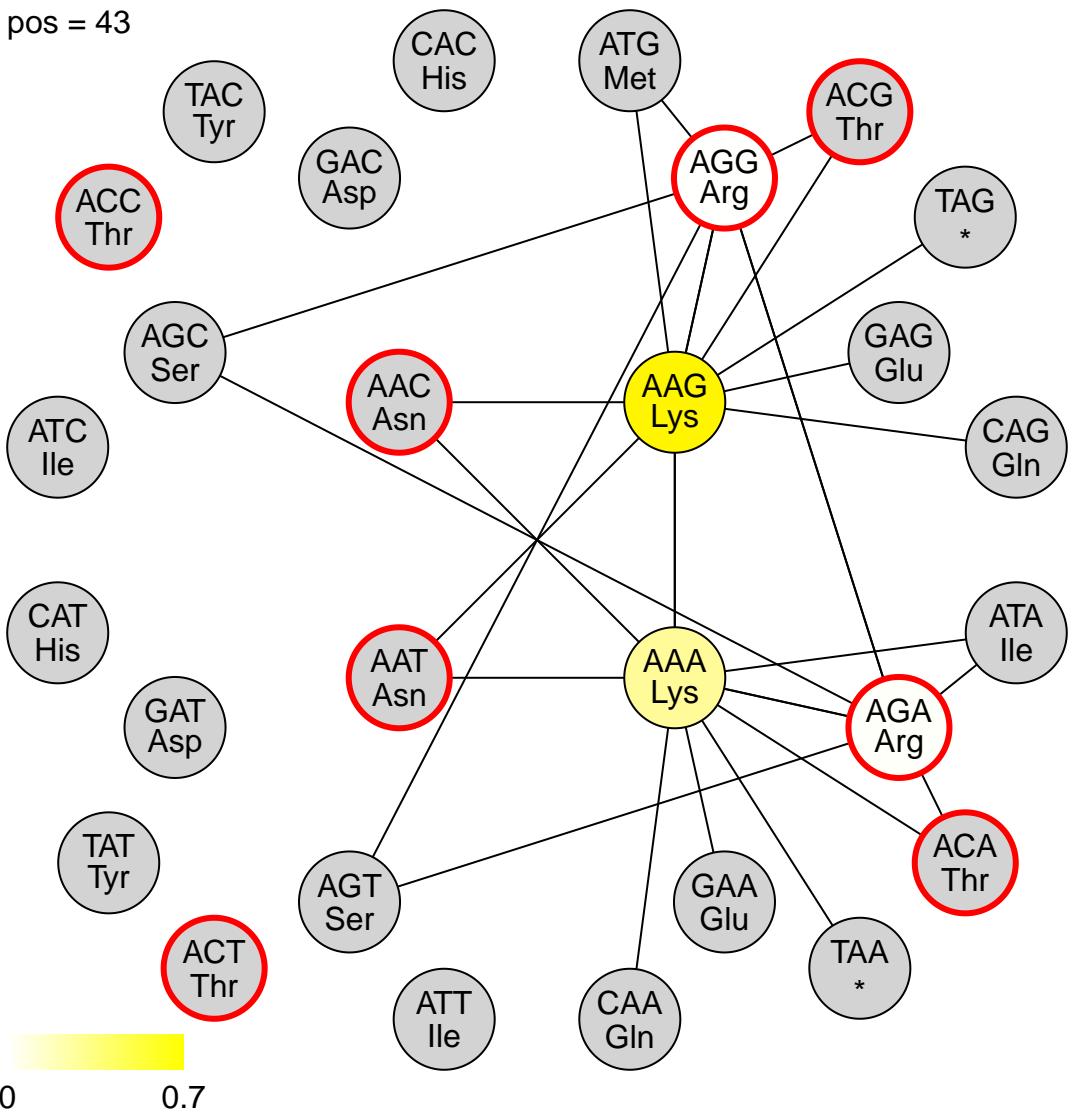 pos = 43
CAC
His
ATG
Met
TAC
Tyr
ACG
Thr
GAC
Asp
AGG
Arg
ACC
Thr
TAG
*
AGC
Ser
GAG
Glu
AAC
Asn
AAG
Lys
ATC
Ile
CAG
Gln
CAT
His
ATA
Ile
AAT
Asn
AAA
Lys
GAT
Asp
AGA
Arg
TAT
Tyr
ACA
Thr
AGT
Ser
GAA
Glu
ACT
Thr
TAA
*
ATT
Ile
CAA
Gln
0
0.7